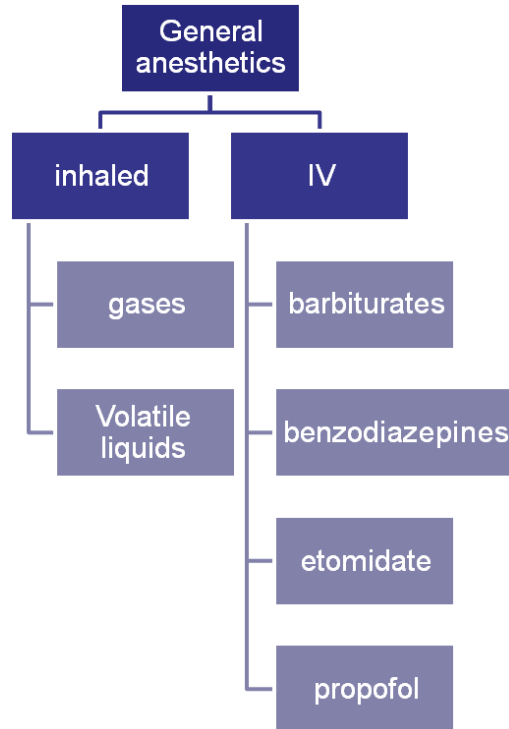 General
anesthetics
inhaled
IV
gases
Volatile
liquids
barbiturates
benzodiazepines
etomidate
propofol